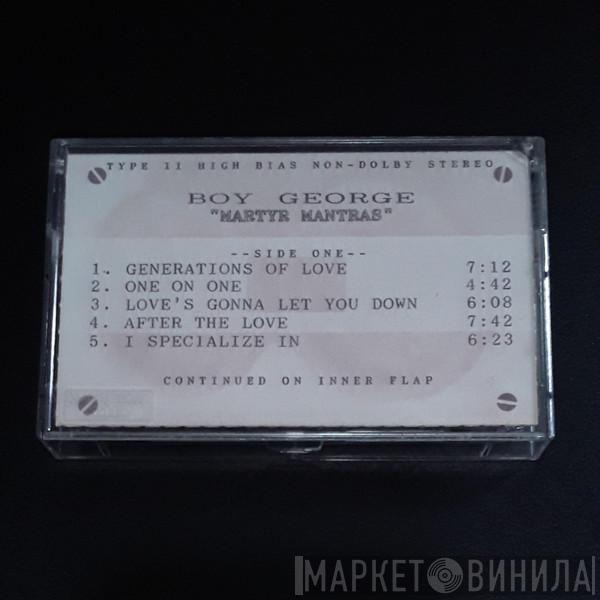 TYPE II HIGH BIAS NON-DOLBY STEREO
BOY GEORGE
"MARTYR MANTRAS"
--SIDE ONE--
1. GENERATIONS OF LOVE 7:12
2. ONE ON ONE 4:42
3. LOVE'S GONNA LET YOU DOWN 6:08
4. AFTER THE LOVE 7:42
5. I SPECIALIZE IN 6:23
CONTINUED ON INNER FLAP
МАРКЕТ ВИНИЛА